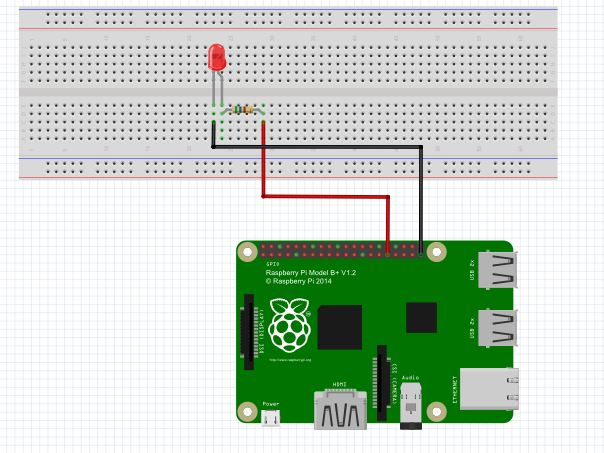 GPIO
Raspberry Pi Model B+ V1.2
© Raspberry Pi 2014
USB 2x
DSI (DISPLAY)
http://www.raspberrypi.org
USB 2x
HDMI
CSI (CAMERA)
Audio
ETHERNET
Power